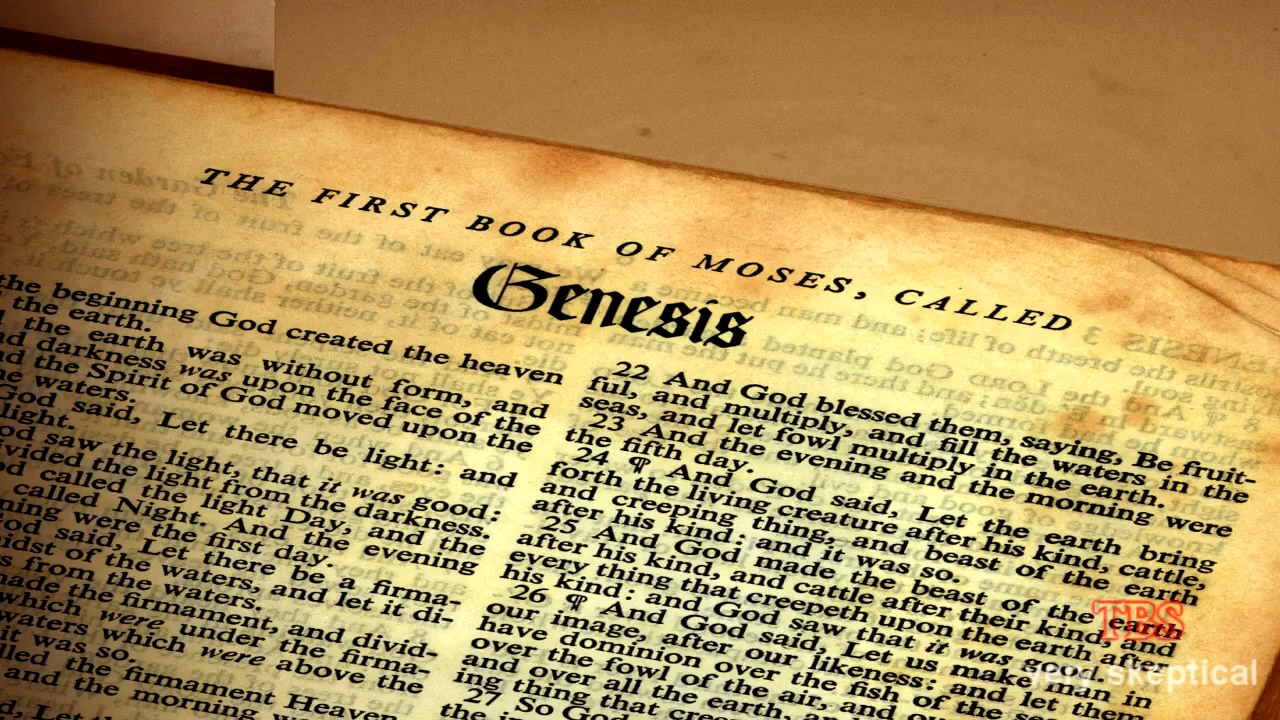 THE FIRST BOOK OF MOSES, CALLED
Genesis
the beginning God created the heaven
the earth.
the earth was without form, and
darkness was upon the face of the
the Spirit of God moved upon the
waters.
God said, Let there be light: and
light.
saw the light, that it was good:
the light from the darkness.
called the light Day, and the
called Night. And the evening
were the first day.
said, Let there be a firma-
of the waters, and let it di-
from the waters.
the firmament, and divid-
which were under the firma-
waters which were above the
it was so.
the firmament Heaven.
and the morning
Let
22 And God blessed them, saying, Be fruit-
ful, and multiply, and fill the waters in the
seas, and let fowl multiply in the earth.
23 And the evening and the morning were
the fifth day.
24 ¶ And God said, Let the earth bring
forth the living creature after his kind, cattle,
and creeping thing, and beast of the earth
after his kind: and it was so.
25 And God made the beast of the earth
after his kind, and cattle after their kind, and
every thing that creepeth upon the earth after
his kind: and God saw that it was good.
26 ¶ And God said, Let us make man in
our image, after our likeness: and let them
have dominion over the fish of the sea
over the fowl of the air, and
and over all the earth, and
ing thing that
27 So God
TBS
very skeptical